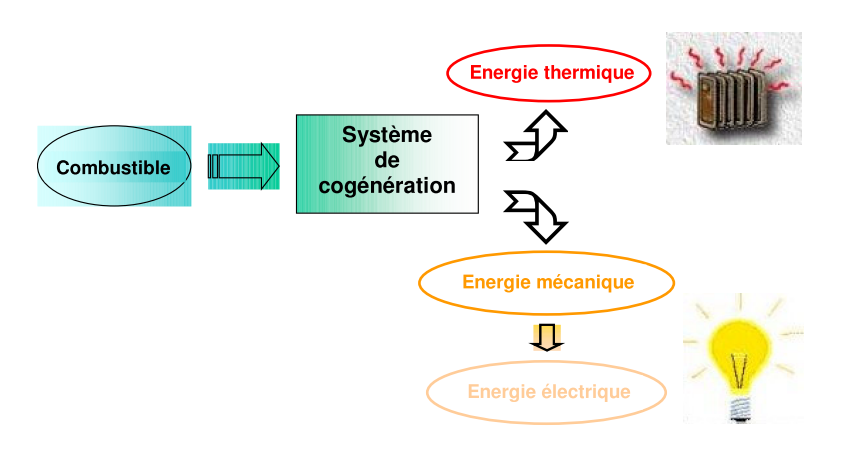 Energie thermique
Combustible
Système
de
cogénération
Energie mécanique
Energie électrique